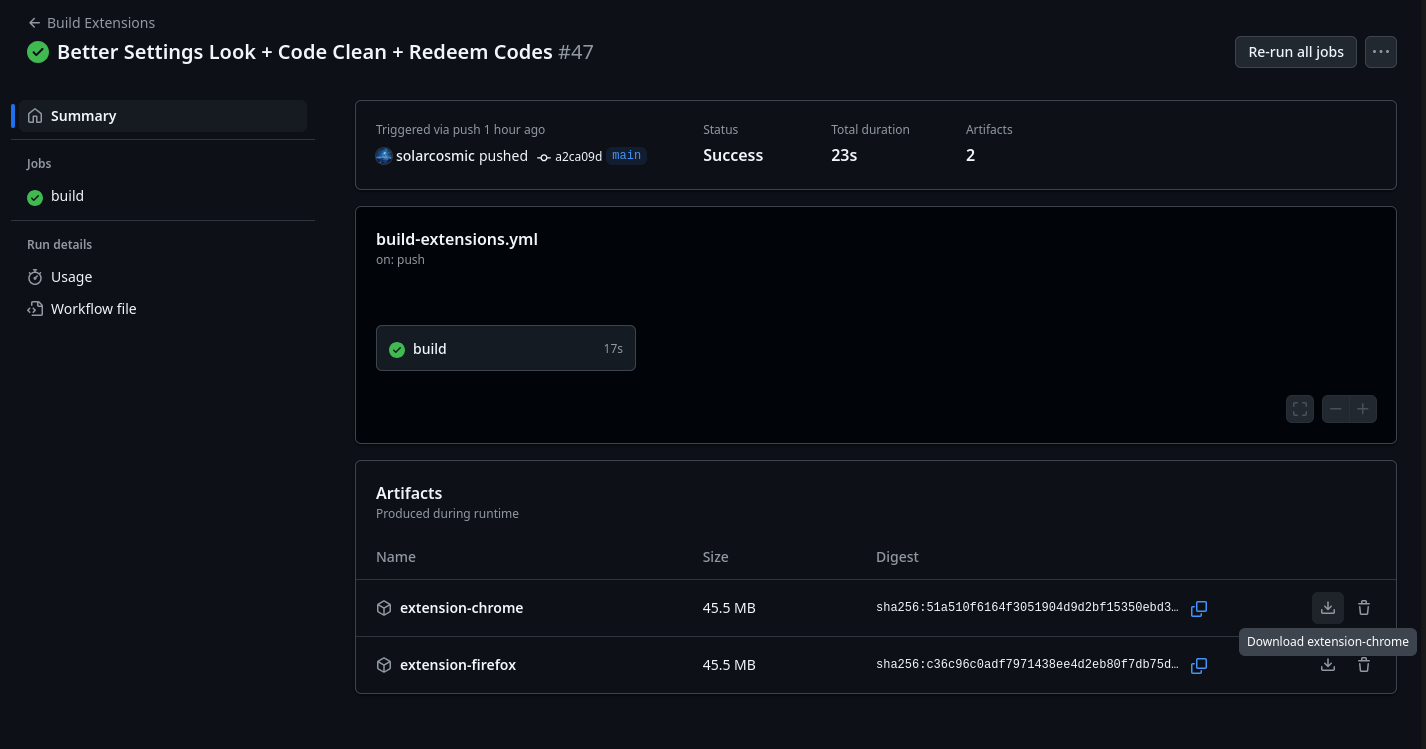 Build Extensions
Better Settings Look + Code Clean + Redeem Codes #47
Re-run all jobs
Summary
Jobs
build
Run details
Usage
Workflow file
Triggered via push 1 hour ago
solarcosmic pushed a2ca09d main
Status
Success
Total duration
23s
Artifacts
2
build-extensions.yml
on: push
build 17s
Artifacts
Produced during runtime
Name Size Digest
extension-chrome 45.5 MB sha256:51a510f6164f3051904d9d2bf15350ebd3…
Download extension-chrome
extension-firefox 45.5 MB sha256:c36c96c0adf7971438ee4d2eb80f7db75d…